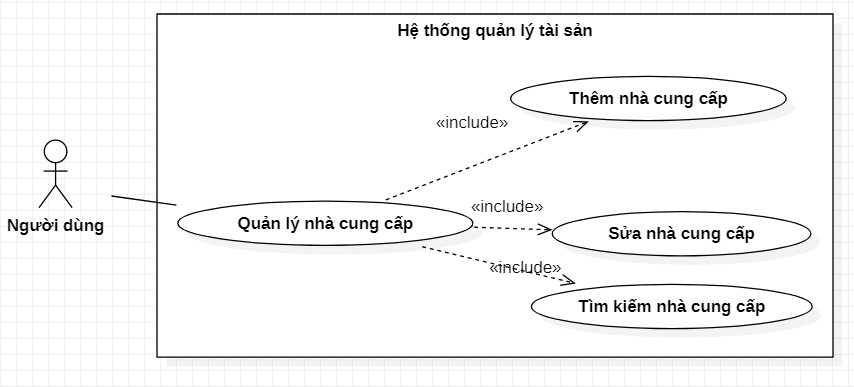 Hệ thống quản lý tài sản
Thêm nhà cung cấp
«include»
«include»
Người dùng
Quản lý nhà cung cấp
Sửa nhà cung cấp
«include»
Tìm kiếm nhà cung cấp